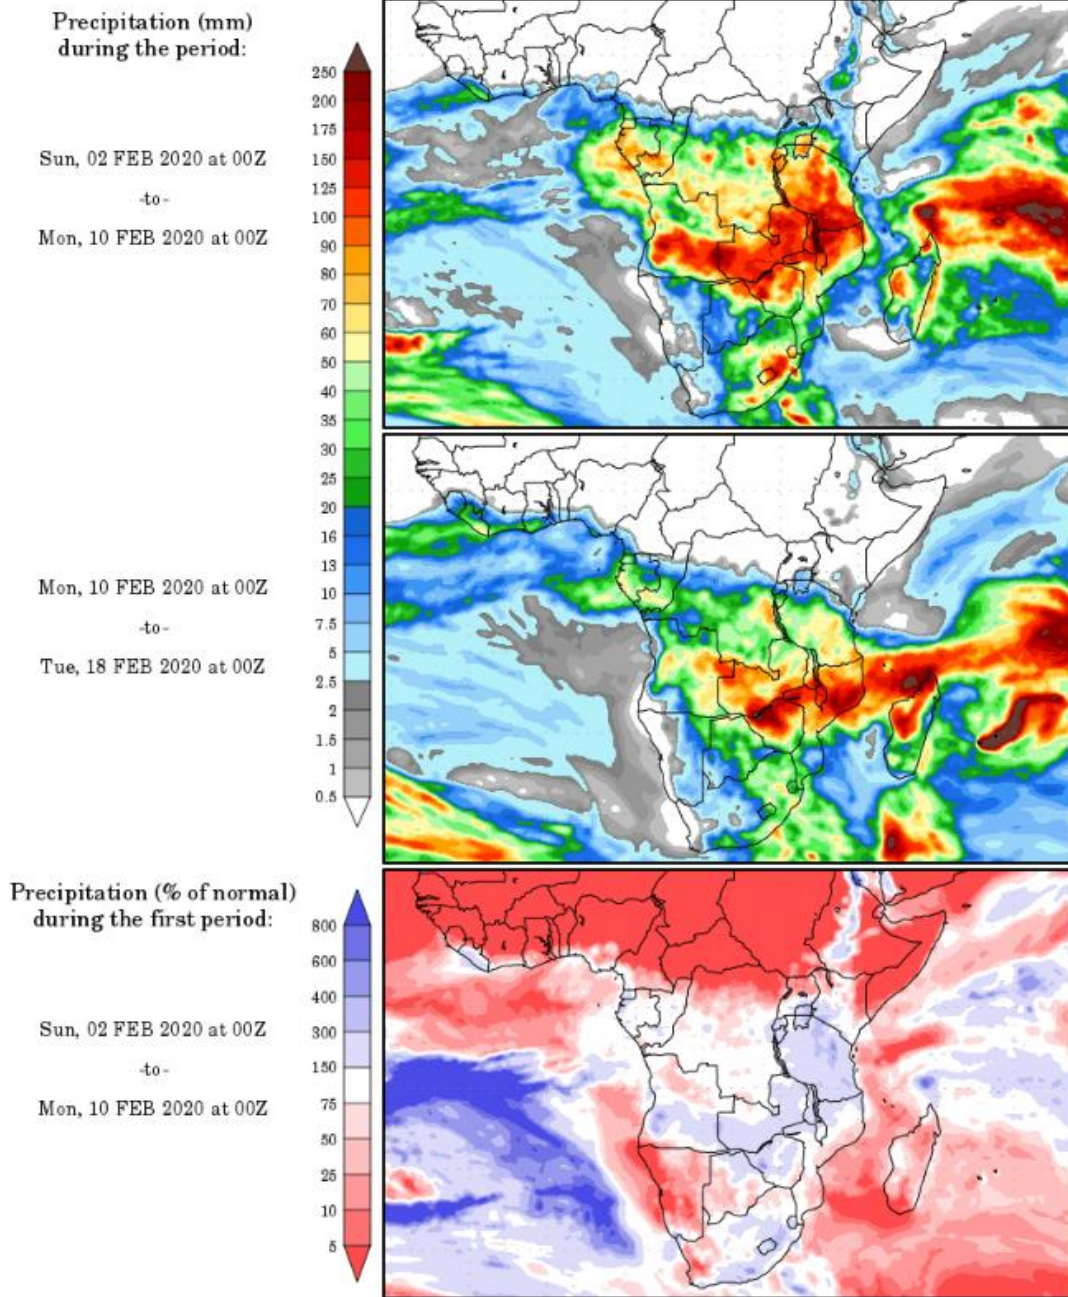 Precipitation (mm)
during the period:
Sun, 02 FEB 2020 at 00Z
-to-
Mon, 10 FEB 2020 at 00Z
Mon, 10 FEB 2020 at 00Z
-to-
Tue, 18 FEB 2020 at 00Z
250
200
175
150
125
100
90
80
70
60
50
40
35
30
25
20
16
13
10
7.5
5
2.5
2
1.5
1
0.5
Precipitation (% of normal)
during the first period:
Sun, 02 FEB 2020 at 00Z
-to-
Mon, 10 FEB 2020 at 00Z
800
600
400
300
150
75
50
25
10
5